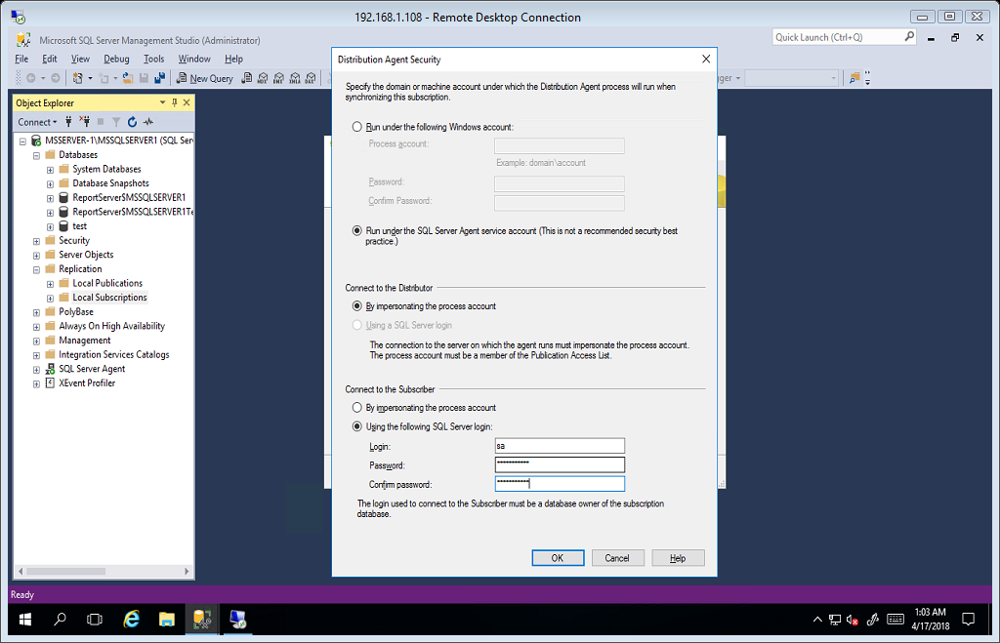 192.168.1.108 - Remote Desktop Connection
Microsoft SQL Server Management Studio (Administrator)
Quick Launch (Ctrl+Q)
File Edit View Debug Tools Window Help
New Query
Object Explorer
Connect
MSSERVER-1\MSSQLSERVER1 (SQL Ser
Databases
System Databases
Database Snapshots
ReportServer$MSSQLSERVER1
ReportServer$MSSQLSERVER1Te
test
Security
Server Objects
Replication
Local Publications
Local Subscriptions
PolyBase
Always On High Availability
Management
Integration Services Catalogs
SQL Server Agent
XEvent Profiler
Distribution Agent Security
Specify the domain or machine account under which the Distribution Agent process will run when
synchronizing this subscription.
Run under the following Windows account:
Process account:
Example: domain\account
Password:
Confirm Password:
Run under the SQL Server Agent service account (This is not a recommended security best
practice.)
Connect to the Distributor
By impersonating the process account
Using a SQL Server login
The connection to the server on which the agent runs must impersonate the process account.
The process account must be a member of the Publication Access List.
Connect to the Subscriber
By impersonating the process account
Using the following SQL Server login:
Login: sa
Password: ***********
Confirm password: ***********
The login used to connect to the Subscriber must be a database owner of the subscription
database.
OK Cancel Help
Ready
1:03 AM
4/17/2018